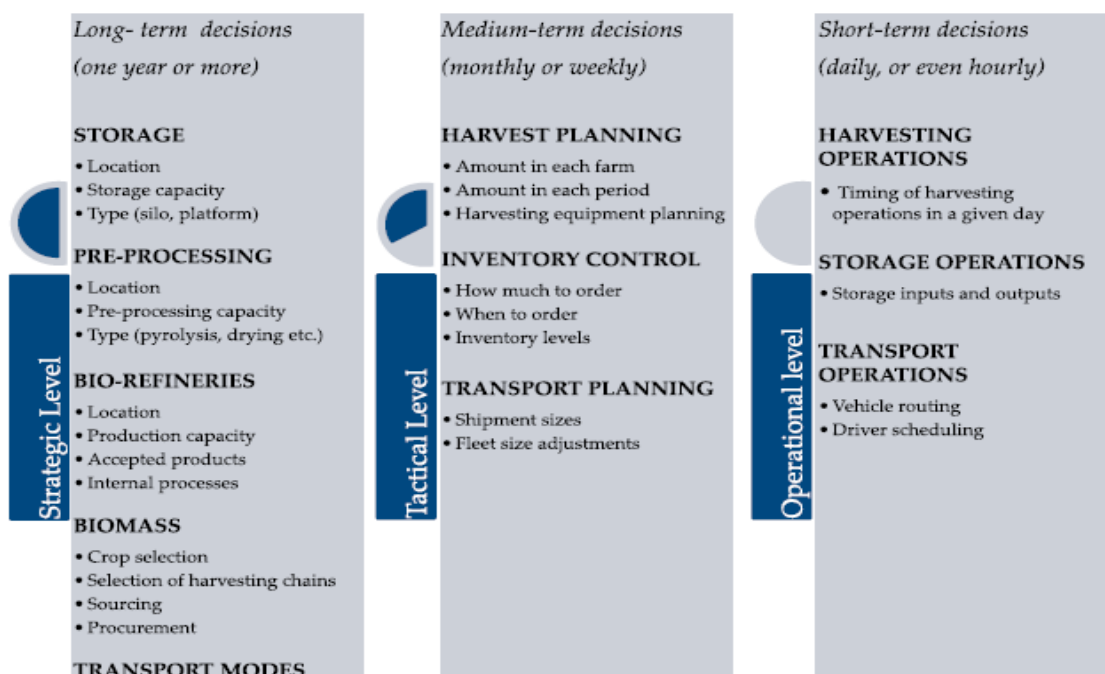 Long- term decisions
(one year or more)
STORAGE
• Location
• Storage capacity
• Type (silo, platform)
PRE-PROCESSING
• Location
• Pre-processing capacity
• Type (pyrolysis, drying etc.)
BIO-REFINERIES
• Location
• Production capacity
• Accepted products
• Internal processes
BIOMASS
• Crop selection
• Selection of harvesting chains
• Sourcing
• Procurement
TRANSPORT MODES
Strategic Level
Medium-term decisions
(monthly or weekly)
HARVEST PLANNING
• Amount in each farm
• Amount in each period
• Harvesting equipment planning
INVENTORY CONTROL
• How much to order
• When to order
• Inventory levels
TRANSPORT PLANNING
• Shipment sizes
• Fleet size adjustments
Tactical Level
Short-term decisions
(daily, or even hourly)
HARVESTING
OPERATIONS
• Timing of harvesting
operations in a given day
STORAGE OPERATIONS
• Storage inputs and outputs
TRANSPORT
OPERATIONS
• Vehicle routing
• Driver scheduling
Operational level